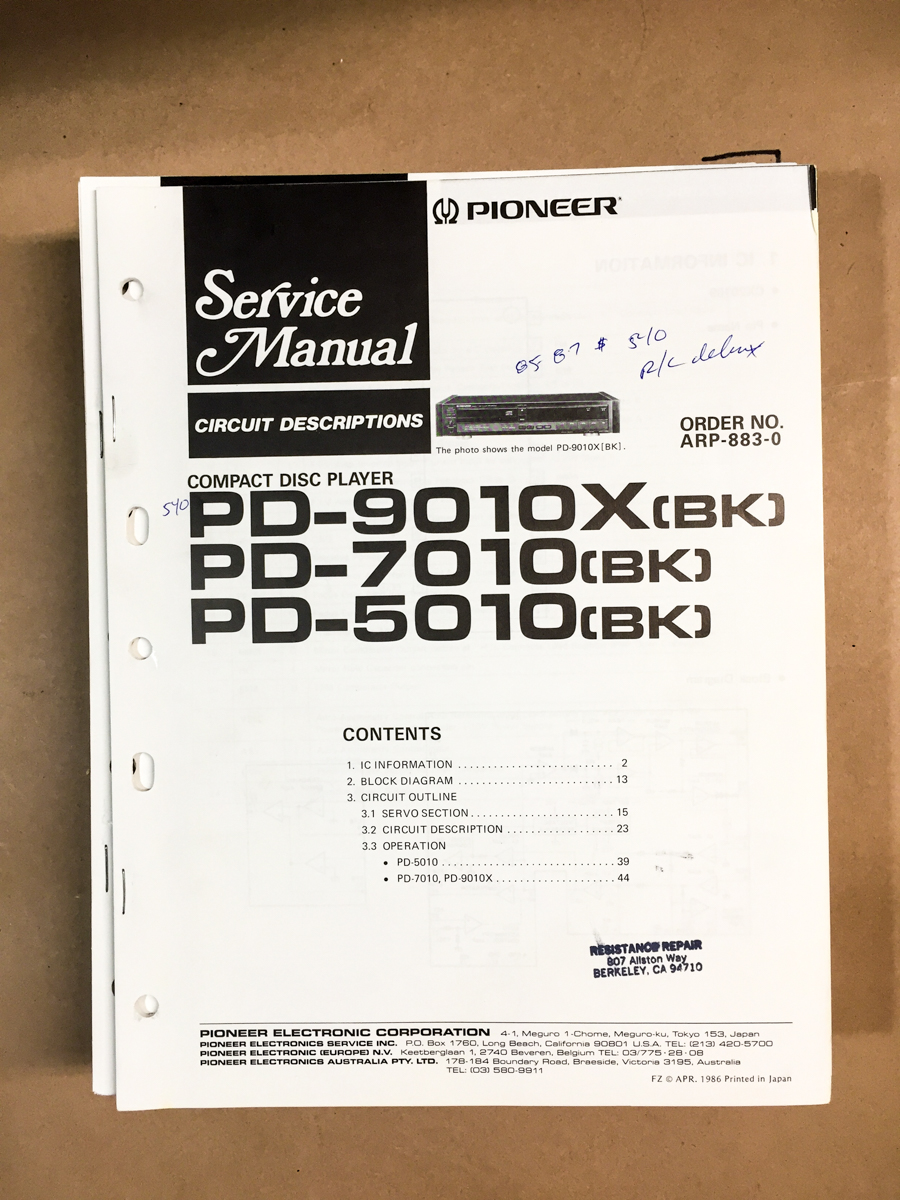 PIONEER
Service
Manual
CIRCUIT DESCRIPTIONS
85 87 $ 540
R/C delux
The photo shows the model PD-9010X[BK].
ORDER NO.
ARP-883-0
COMPACT DISC PLAYER
540
PD-9010X(BK)
PD-7010(BK)
PD-5010(BK)
CONTENTS
1. IC INFORMATION .......................... 2
2. BLOCK DIAGRAM .......................... 13
3. CIRCUIT OUTLINE
3.1 SERVO SECTION ........................ 15
3.2 CIRCUIT DESCRIPTION .................. 23
3.3 OPERATION
• PD-5010 ............................. 39
• PD-7010, PD-9010X .................... 44
RESISTANCE REPAIR
807 Allston Way
BERKELEY, CA 94710
PIONEER ELECTRONIC CORPORATION 4-1, Meguro 1-Chome, Meguro-ku, Tokyo 153, Japan
PIONEER ELECTRONICS SERVICE INC. P.O. Box 1760, Long Beach, California 90801 U.S.A. TEL: (213) 420-5700
PIONEER ELECTRONIC (EUROPE) N.V. Keetberglaan 1, 2740 Beveren, Belgium TEL: 03/775·28·08
PIONEER ELECTRONICS AUSTRALIA PTY. LTD. 178-184 Boundary Road, Braeside, Victoria 3195, Australia
TEL: (03) 580-9911
FZ © APR. 1986 Printed in Japan